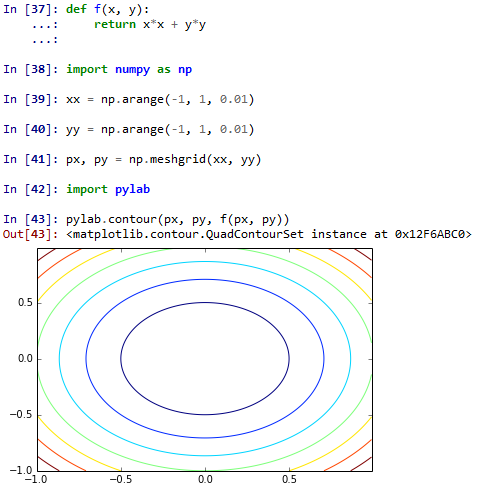 In [37]: def f(x, y):
    ...:     return x*x + y*y
    ...:
In [38]: import numpy as np
In [39]: xx = np.arange(-1, 1, 0.01)
In [40]: yy = np.arange(-1, 1, 0.01)
In [41]: px, py = np.meshgrid(xx, yy)
In [42]: import pylab
In [43]: pylab.contour(px, py, f(px, py))
Out[43]: <matplotlib.contour.QuadContourSet instance at 0x12F6ABC0>
0.5
0.0
−0.5
−1.0
−1.0 −0.5 0.0 0.5